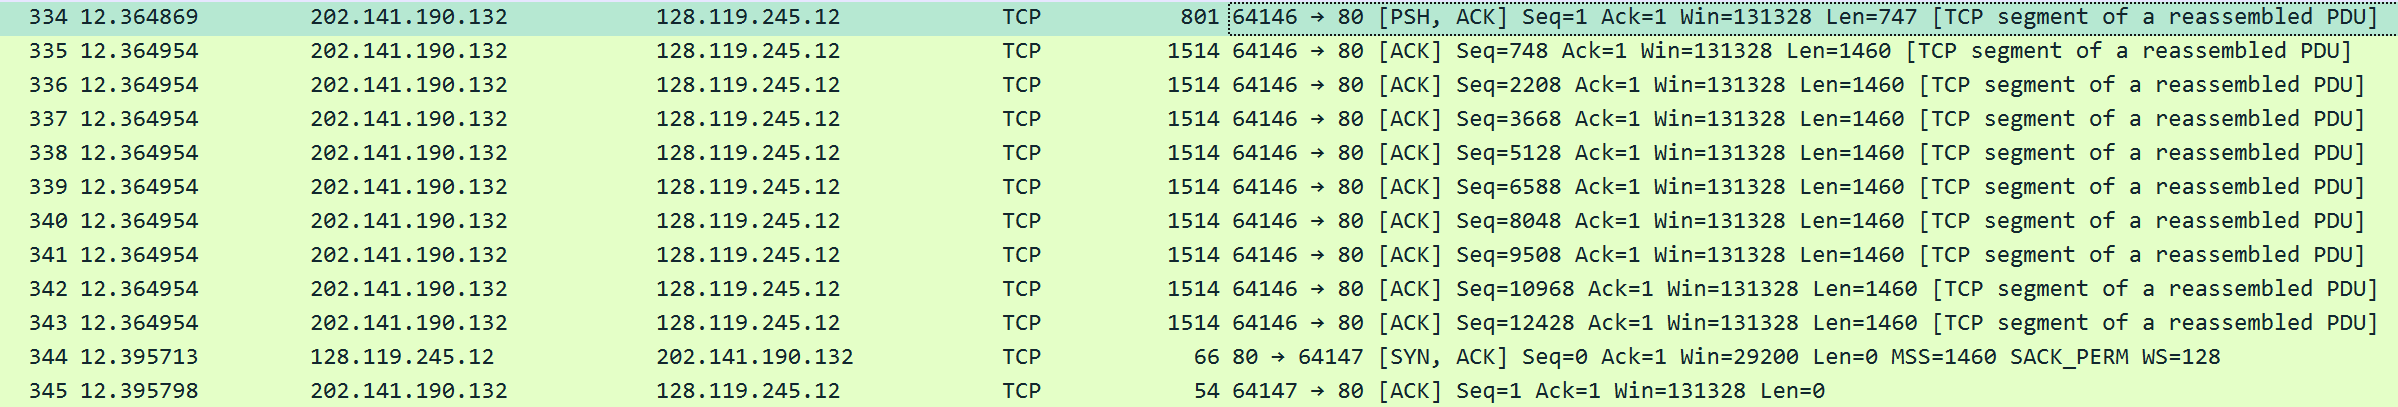 334 12.364869 202.141.190.132 128.119.245.12 TCP 801 64146 → 80 [PSH, ACK] Seq=1 Ack=1 Win=131328 Len=747 [TCP segment of a reassembled PDU]
335 12.364954 202.141.190.132 128.119.245.12 TCP 1514 64146 → 80 [ACK] Seq=748 Ack=1 Win=131328 Len=1460 [TCP segment of a reassembled PDU]
336 12.364954 202.141.190.132 128.119.245.12 TCP 1514 64146 → 80 [ACK] Seq=2208 Ack=1 Win=131328 Len=1460 [TCP segment of a reassembled PDU]
337 12.364954 202.141.190.132 128.119.245.12 TCP 1514 64146 → 80 [ACK] Seq=3668 Ack=1 Win=131328 Len=1460 [TCP segment of a reassembled PDU]
338 12.364954 202.141.190.132 128.119.245.12 TCP 1514 64146 → 80 [ACK] Seq=5128 Ack=1 Win=131328 Len=1460 [TCP segment of a reassembled PDU]
339 12.364954 202.141.190.132 128.119.245.12 TCP 1514 64146 → 80 [ACK] Seq=6588 Ack=1 Win=131328 Len=1460 [TCP segment of a reassembled PDU]
340 12.364954 202.141.190.132 128.119.245.12 TCP 1514 64146 → 80 [ACK] Seq=8048 Ack=1 Win=131328 Len=1460 [TCP segment of a reassembled PDU]
341 12.364954 202.141.190.132 128.119.245.12 TCP 1514 64146 → 80 [ACK] Seq=9508 Ack=1 Win=131328 Len=1460 [TCP segment of a reassembled PDU]
342 12.364954 202.141.190.132 128.119.245.12 TCP 1514 64146 → 80 [ACK] Seq=10968 Ack=1 Win=131328 Len=1460 [TCP segment of a reassembled PDU]
343 12.364954 202.141.190.132 128.119.245.12 TCP 1514 64146 → 80 [ACK] Seq=12428 Ack=1 Win=131328 Len=1460 [TCP segment of a reassembled PDU]
344 12.395713 128.119.245.12 202.141.190.132 TCP 66 80 → 64147 [SYN, ACK] Seq=0 Ack=1 Win=29200 Len=0 MSS=1460 SACK_PERM WS=128
345 12.395798 202.141.190.132 128.119.245.12 TCP 54 64147 → 80 [ACK] Seq=1 Ack=1 Win=131328 Len=0